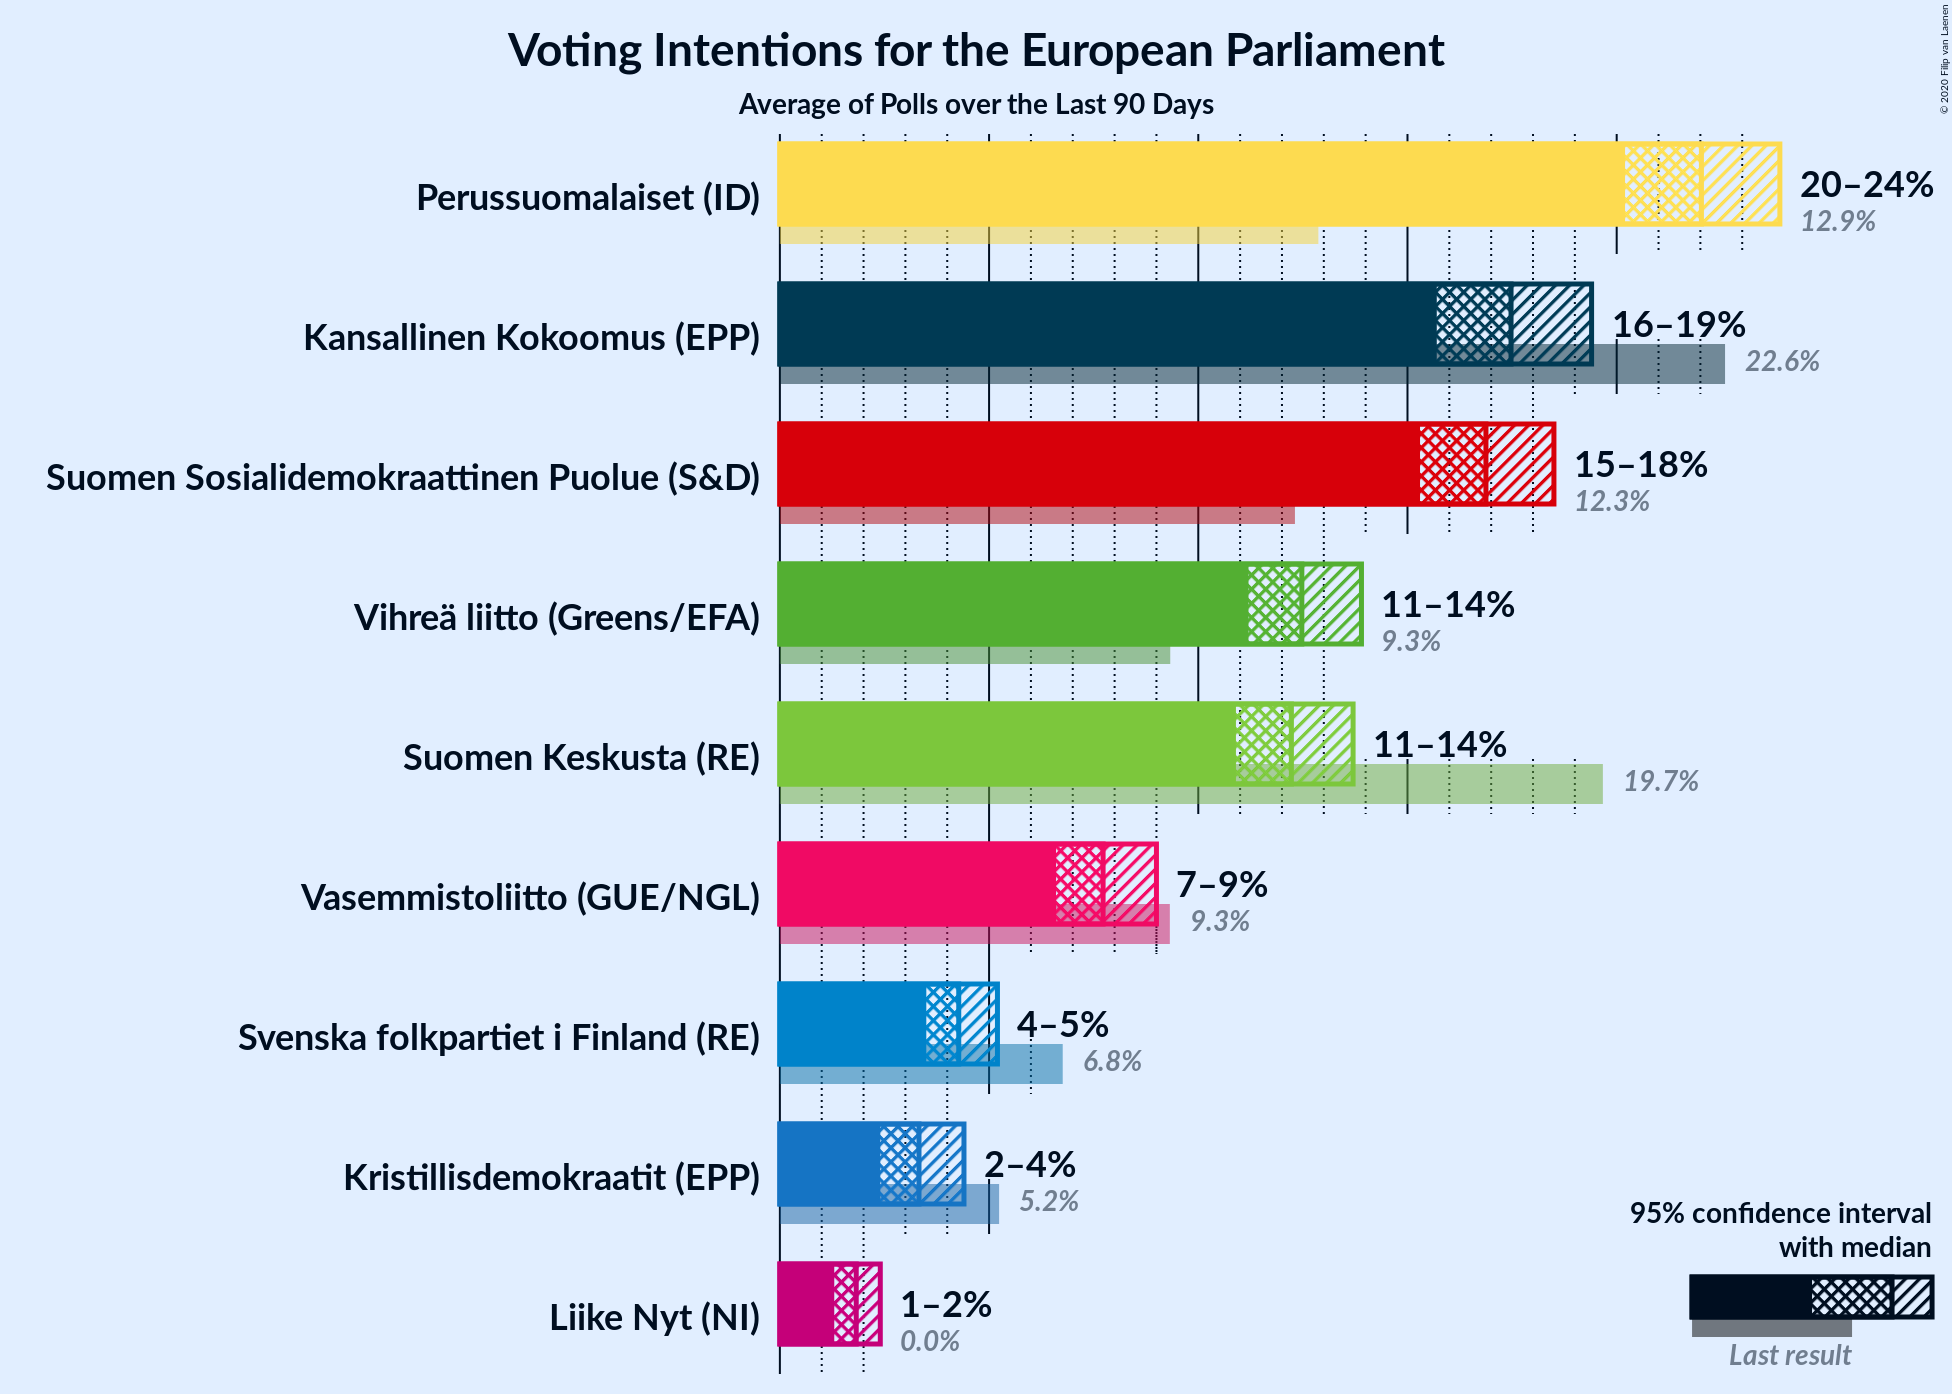 Voting Intentions for the European Parliament
Average of Polls over the Last 90 Days
© 2020 Filip van Laenen
Perussuomalaiset (ID)
20–24%
12.9%
Kansallinen Kokoomus (EPP)
16–19%
22.6%
Suomen Sosialidemokraattinen Puolue (S&D)
15–18%
12.3%
Vihreä liitto (Greens/EFA)
11–14%
9.3%
Suomen Keskusta (RE)
11–14%
19.7%
Vasemmistoliitto (GUE/NGL)
7–9%
9.3%
Svenska folkpartiet i Finland (RE)
4–5%
6.8%
Kristillisdemokraatit (EPP)
2–4%
5.2%
Liike Nyt (NI)
1–2%
0.0%
95% confidence interval
with median
Last result